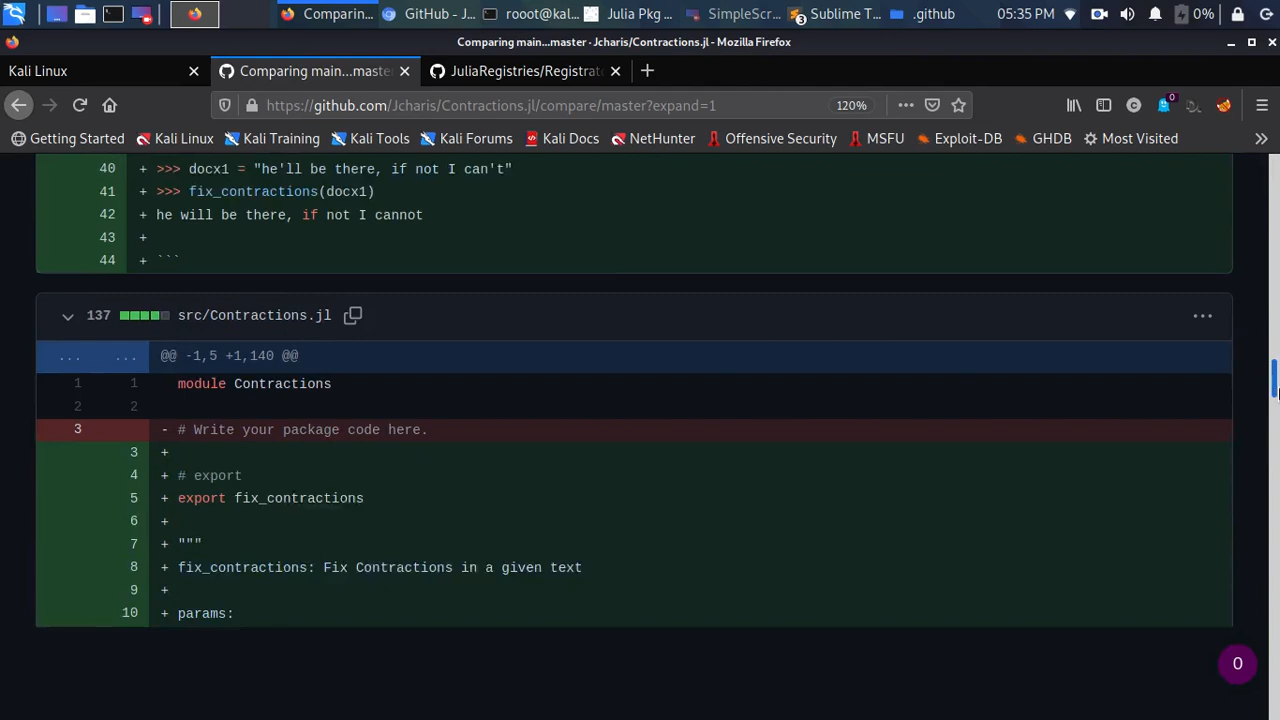 Comparin...
GitHub - J...
rooot@kal...
Julia Pkg ...
SimpleScr...
3
Sublime T...
.github
05:35 PM
0%
Comparing main...master · Jcharis/Contractions.jl - Mozilla Firefox
Kali Linux
Comparing main...master
JuliaRegistries/Registrat
https://github.com/Jcharis/Contractions.jl/compare/master?expand=1
120%
0
Getting Started
Kali Linux
Kali Training
Kali Tools
Kali Forums
Kali Docs
NetHunter
Offensive Security
MSFU
Exploit-DB
GHDB
Most Visited
40 + >>> docx1 = "he'll be there, if not I can't"
41 + >>> fix_contractions(docx1)
42 + he will be there, if not I cannot
43 +
44 + ```
137 src/Contractions.jl
... ... @@ -1,5 +1,140 @@
1 1 module Contractions
2 2
3 - # Write your package code here.
3 +
4 + # export
5 + export fix_contractions
6 +
7 + """
8 + fix_contractions: Fix Contractions in a given text
9 +
10 + params:
0